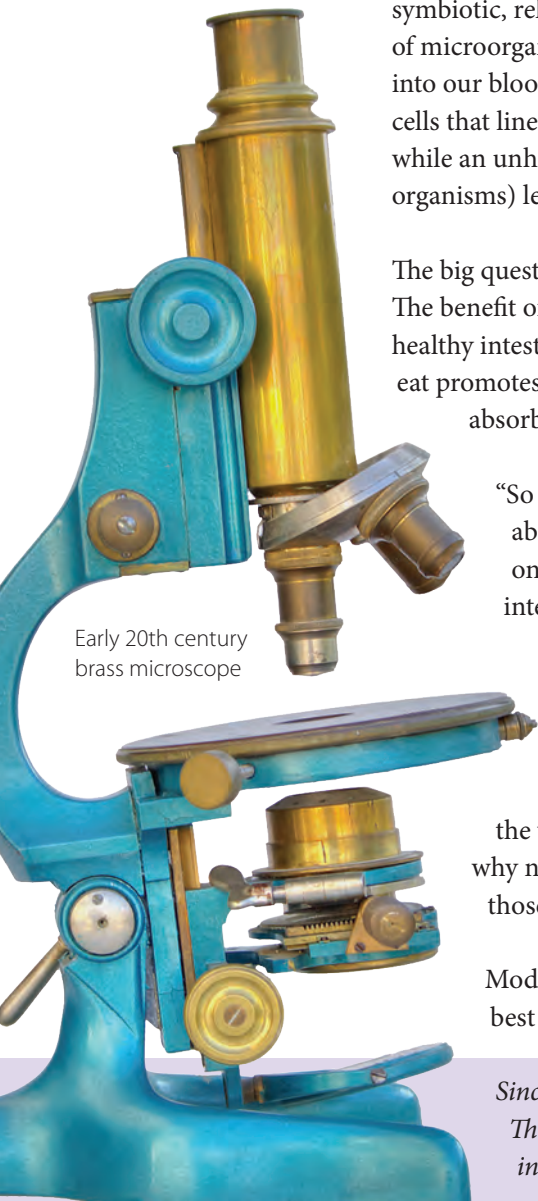 symbiotic, rel
of microorga
into our bloo
cells that line
while an unh
organisms) le
The big quest
The benefit o
healthy intest
eat promotes
absorb
“So
ab
on
inte
Early 20th century
brass microscope
the
why n
those
Mod
best
Sinc
Th
in